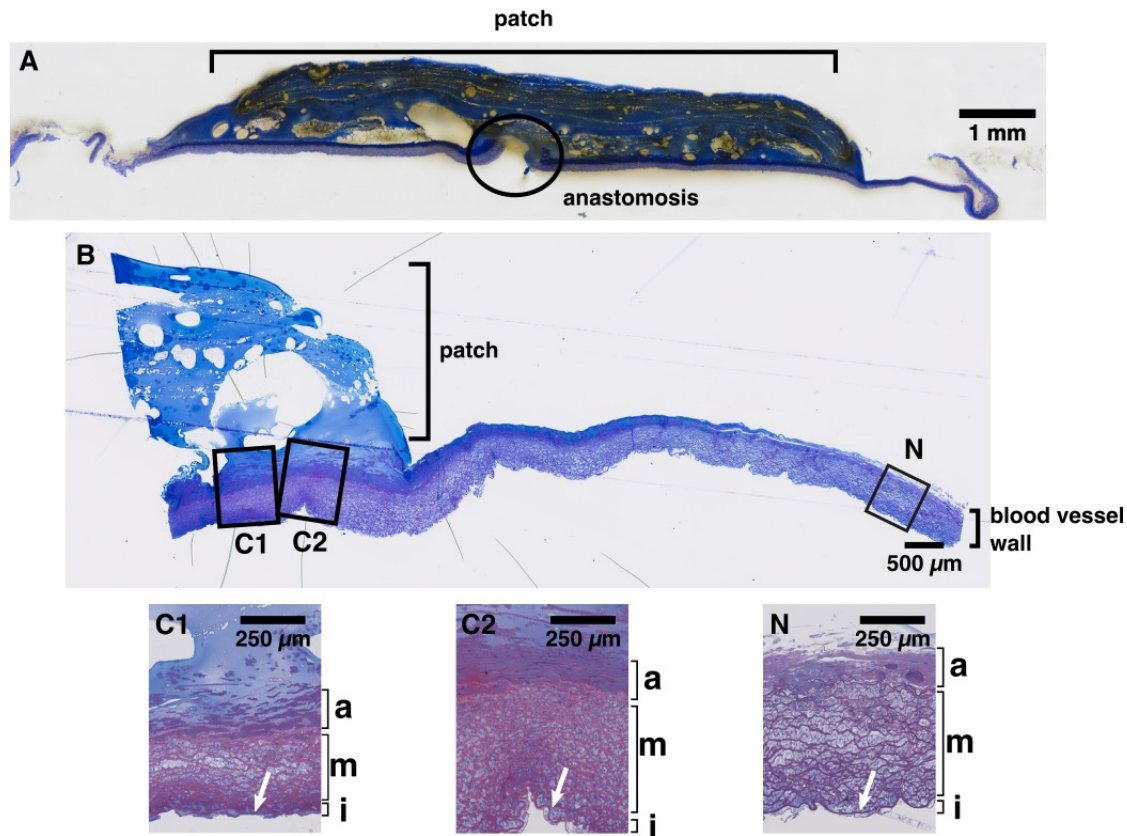 patch
A
1 mm
anastomosis
B
patch
N
C1 C2
blood vessel
wall
500 µm
C1
250 µm
a
m
i
C2
250 µm
a
m
i
N
250 µm
a
m
i